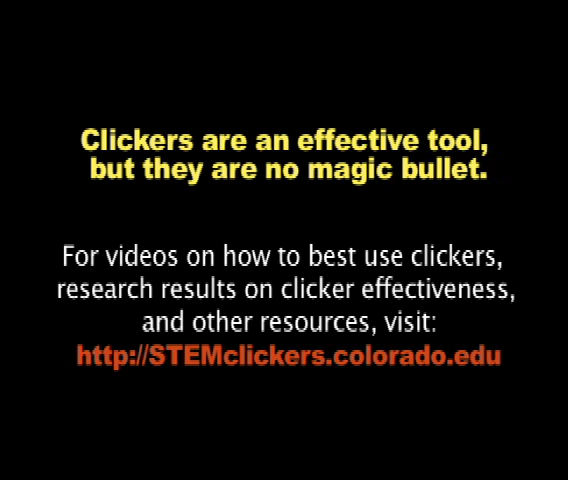 Clickers are an effective tool,
but they are no magic bullet.
For videos on how to best use clickers,
research results on clicker effectiveness,
and other resources, visit:
http://STEMclickers.colorado.edu